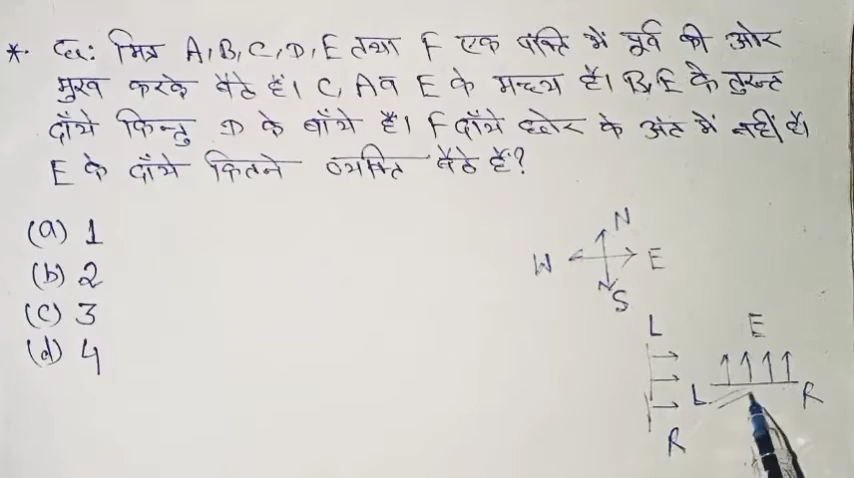 *. छः मित्र A, B, C, D, E तथा F एक पंक्ति में पूर्व की ओर
मुख करके बैठे हैं। C, A व E के मध्य है। B, E के तुरन्त
दाँये किन्तु D के बाँये हैं। F दाँये छोर के अंत में नहीं है।
E के दाँये कितने व्यक्ति बैठे हैं?
(a) 1
(b) 2
(c) 3
(d) 4
N
W E
S
L E
L R
R